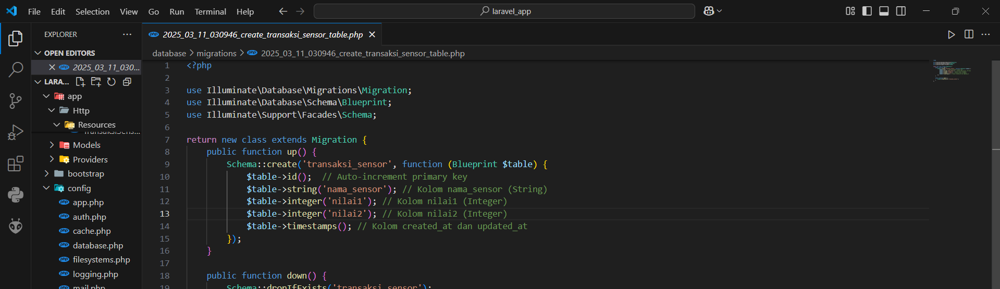 File Edit Selection View Go Run Terminal Help
laravel_app
EXPLORER
OPEN EDITORS
2025_03_11_030...
LARA...
app
Http
Resources
Models
Providers
bootstrap
config
app.php
auth.php
cache.php
database.php
filesystems.php
logging.php
mail.php
2025_03_11_030946_create_transaksi_sensor_table.php
database > migrations > 2025_03_11_030946_create_transaksi_sensor_table.php
1 <?php
2
3 use Illuminate\Database\Migrations\Migration;
4 use Illuminate\Database\Schema\Blueprint;
5 use Illuminate\Support\Facades\Schema;
6
7 return new class extends Migration {
8 public function up() {
9 Schema::create('transaksi_sensor', function (Blueprint $table) {
10 $table->id(); // Auto-increment primary key
11 $table->string('nama_sensor'); // Kolom nama_sensor (String)
12 $table->integer('nilai1'); // Kolom nilai1 (Integer)
13 $table->integer('nilai2'); // Kolom nilai2 (Integer)
14 $table->timestamps(); // Kolom created_at dan updated_at
15 });
16 }
17
18 public function down() {
19 Schema::dropIfExists('transaksi_sensor');